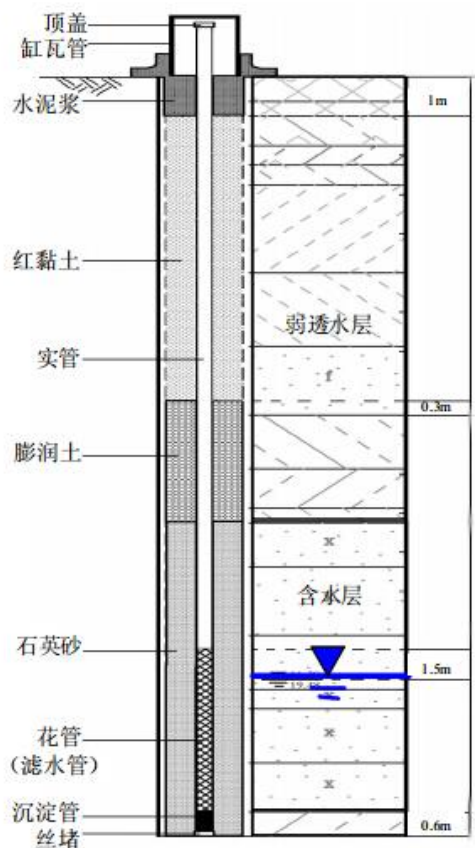 顶盖
缸瓦管
水泥浆
1m
红黏土
弱透水层
实管
f
0.3m
膨润土
x
含水层
石英砂
1.5m
花管
x
（滤水管）
x
沉淀管
0.6m
丝堵